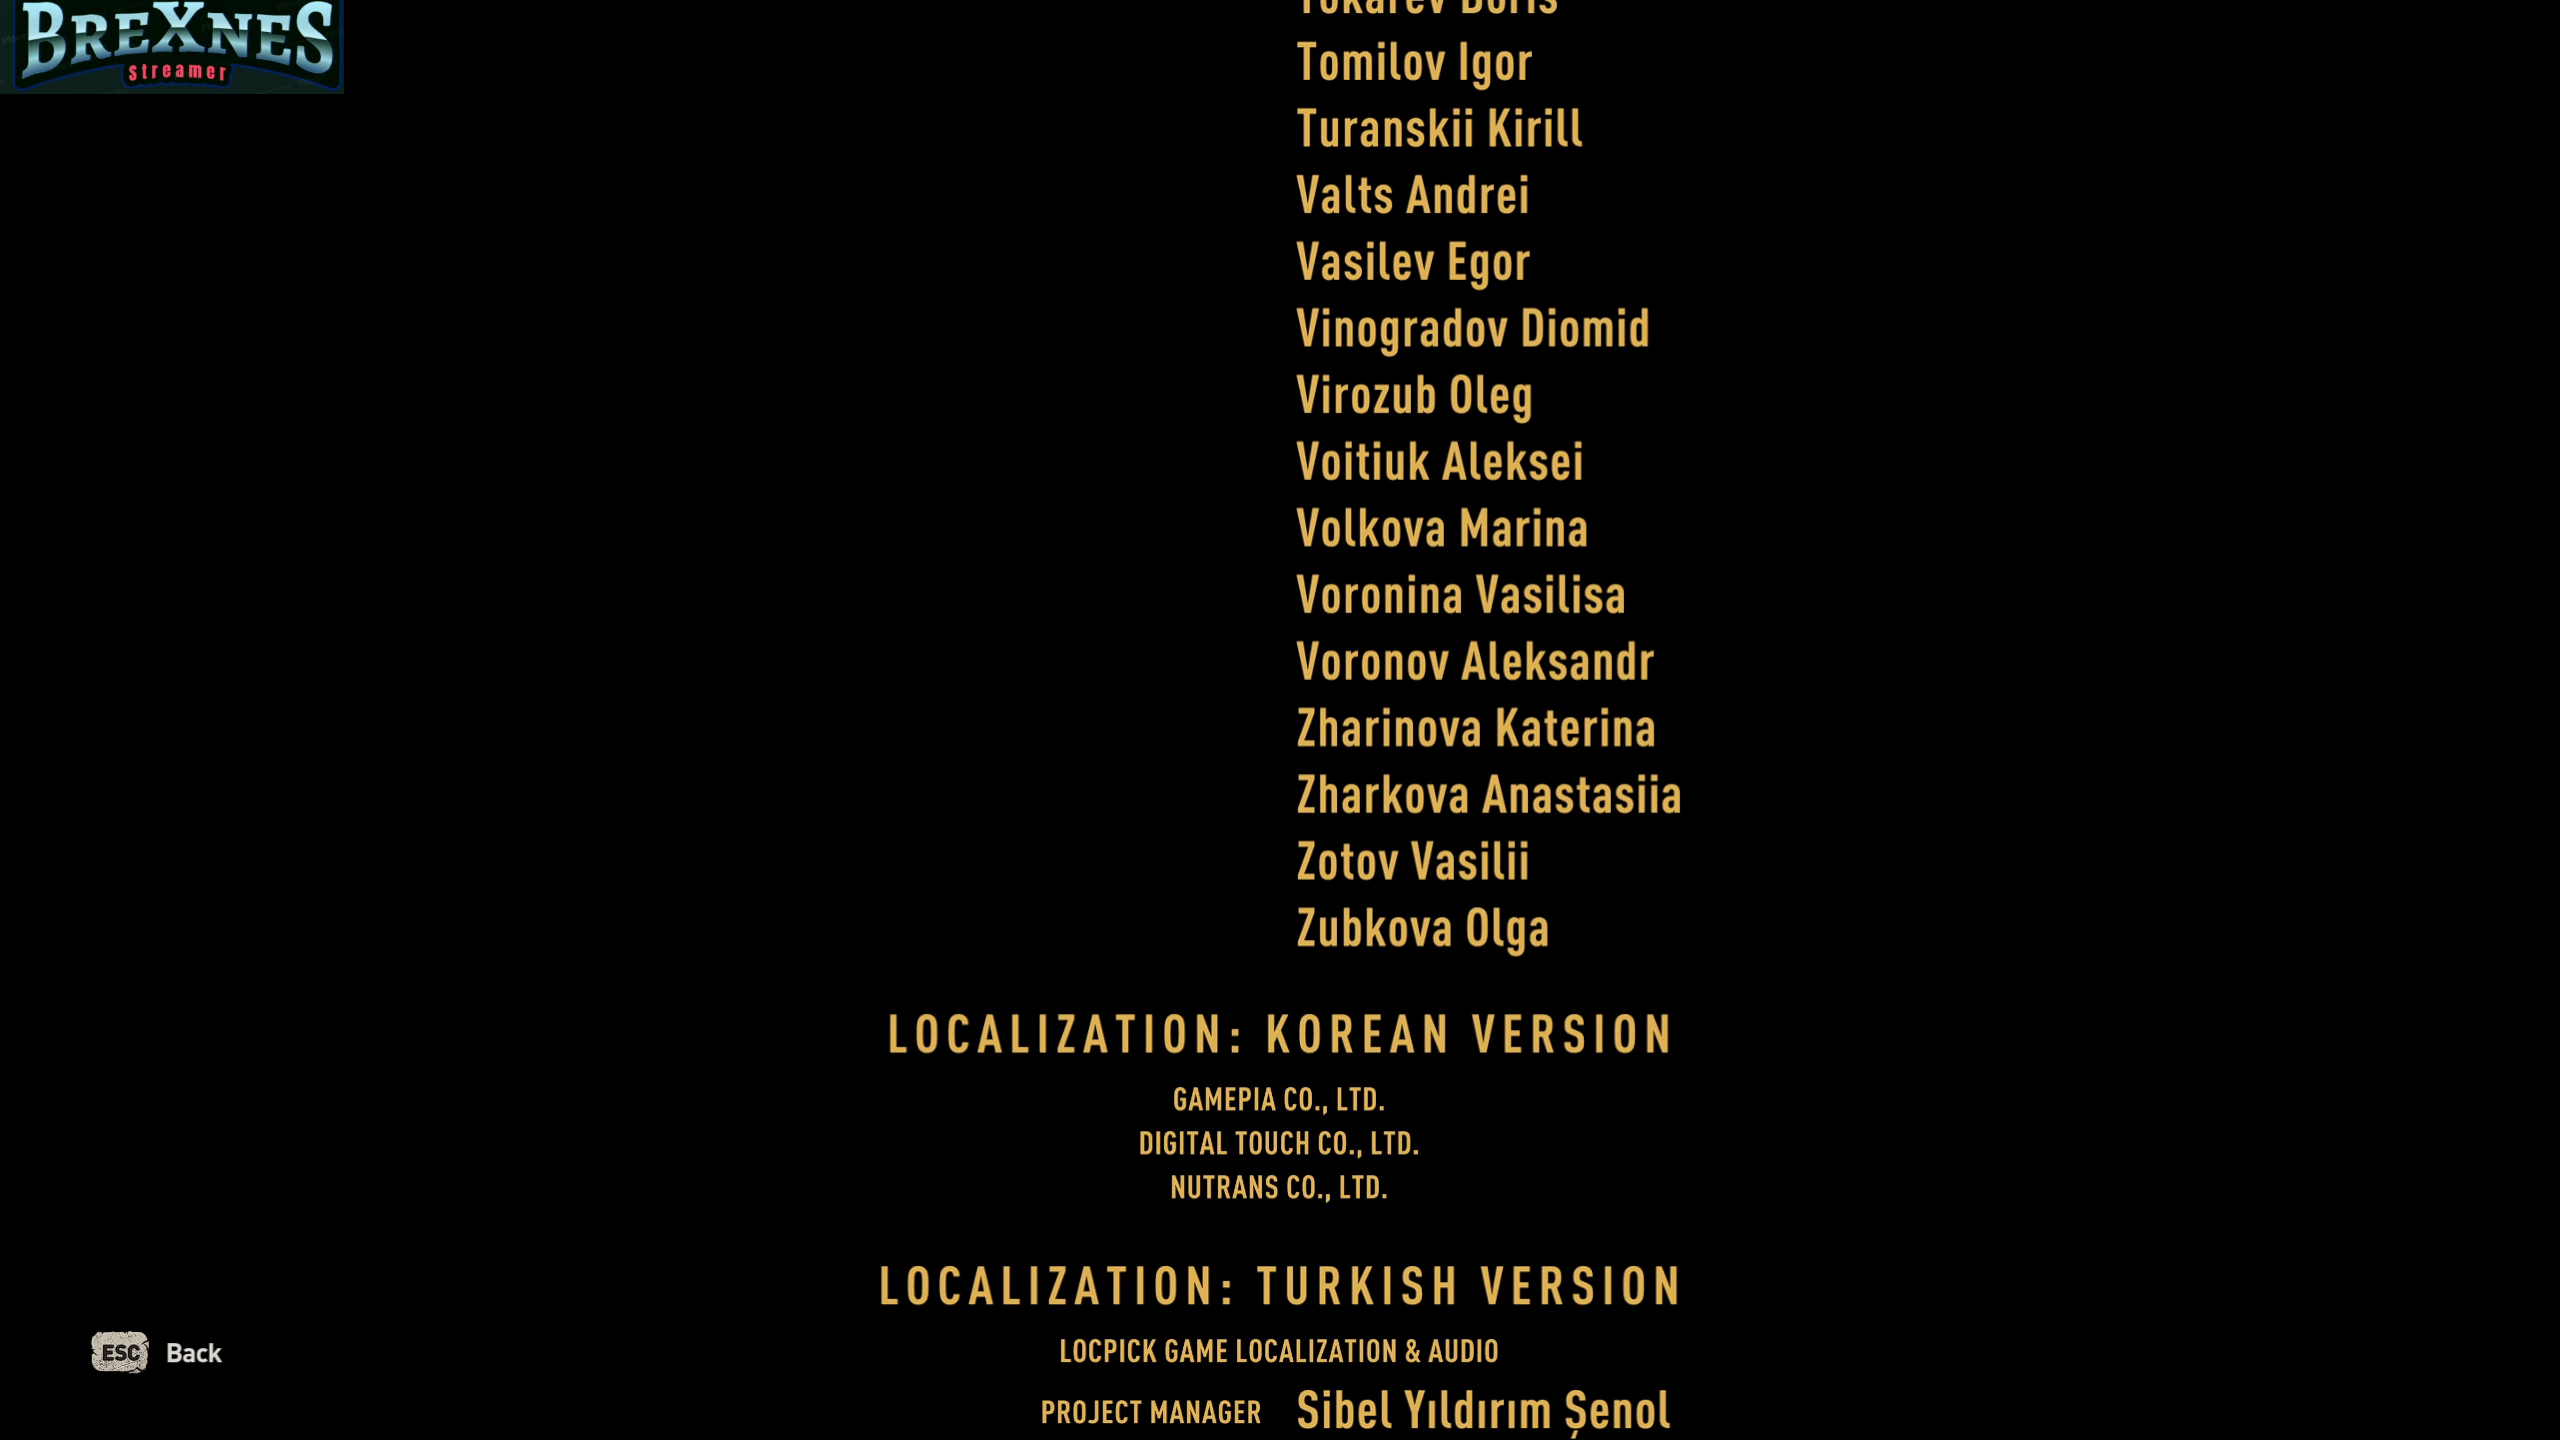 BREXNES
streamer
Tokarev Boris
Tomilov Igor
Turanskii Kirill
Valts Andrei
Vasilev Egor
Vinogradov Diomid
Virozub Oleg
Voitiuk Aleksei
Volkova Marina
Voronina Vasilisa
Voronov Aleksandr
Zharinova Katerina
Zharkova Anastasiia
Zotov Vasilii
Zubkova Olga
LOCALIZATION: KOREAN VERSION
GAMEPIA CO., LTD.
DIGITAL TOUCH CO., LTD.
NUTRANS CO., LTD.
LOCALIZATION: TURKISH VERSION
LOCPICK GAME LOCALIZATION & AUDIO
PROJECT MANAGER Sibel Yıldırım Şenol
ESC Back